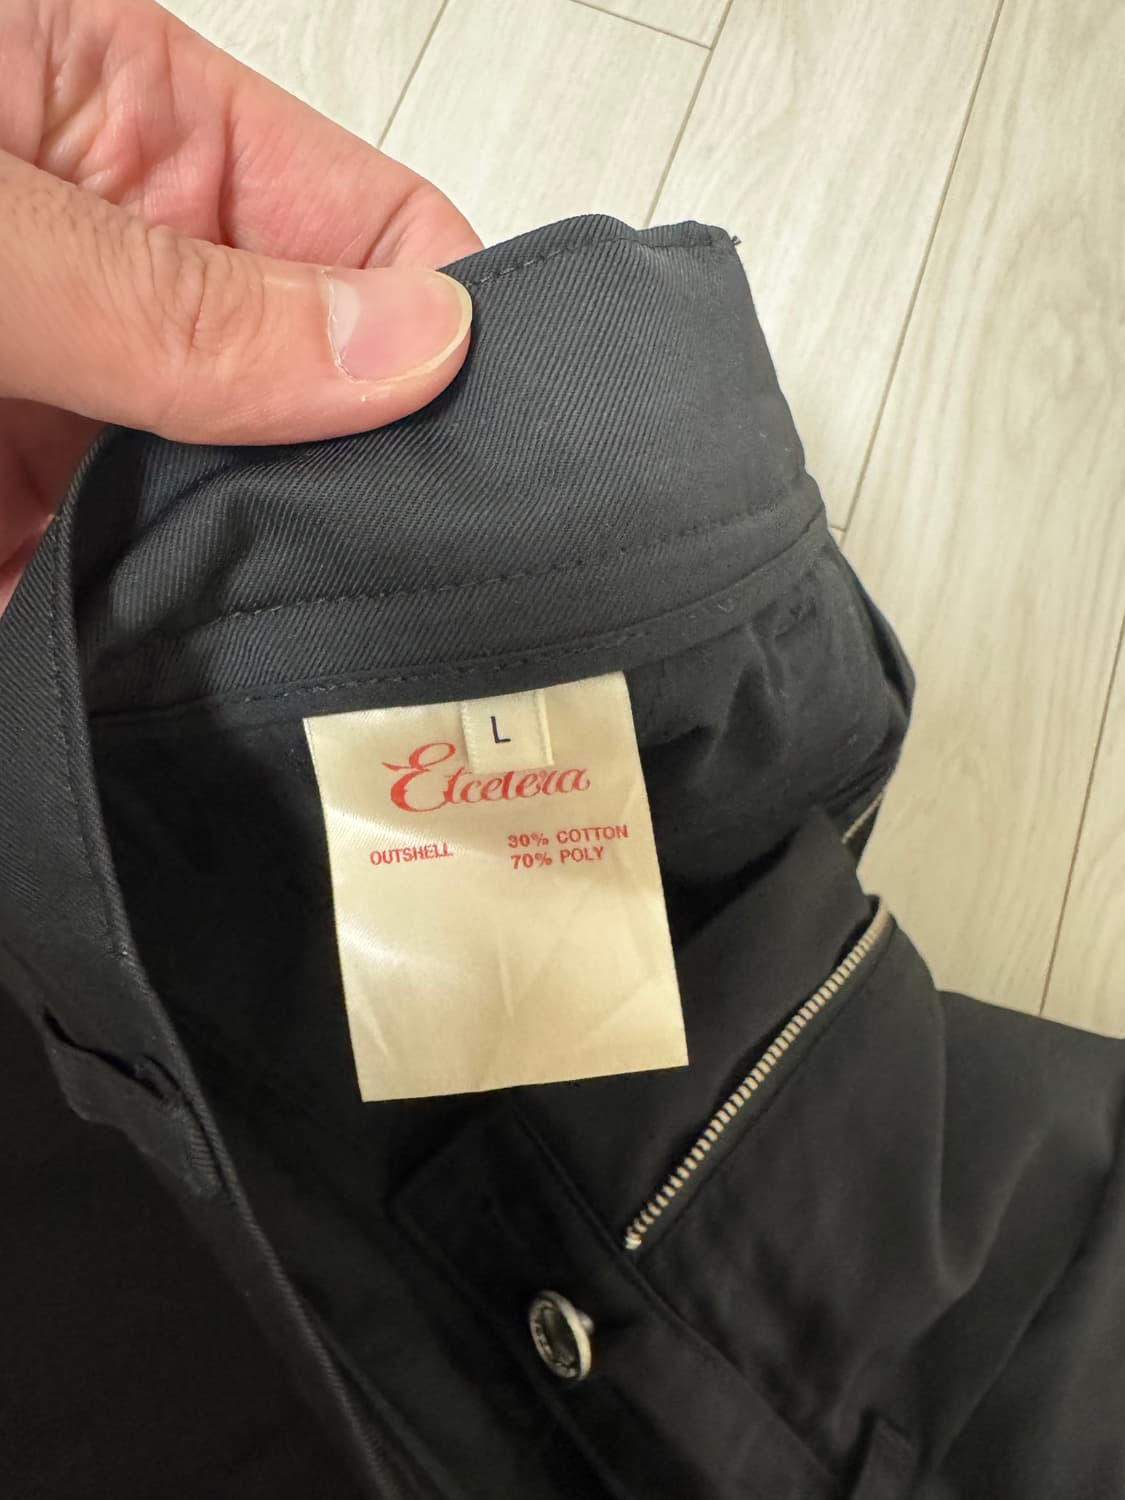 L
Etcetera
OUTSHELL 30% COTTON
70% POLY